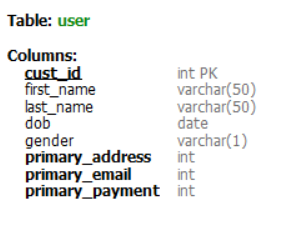 Table: user
Columns:
cust_id int PK
first_name varchar(50)
last_name varchar(50)
dob date
gender varchar(1)
primary_address int
primary_email int
primary_payment int